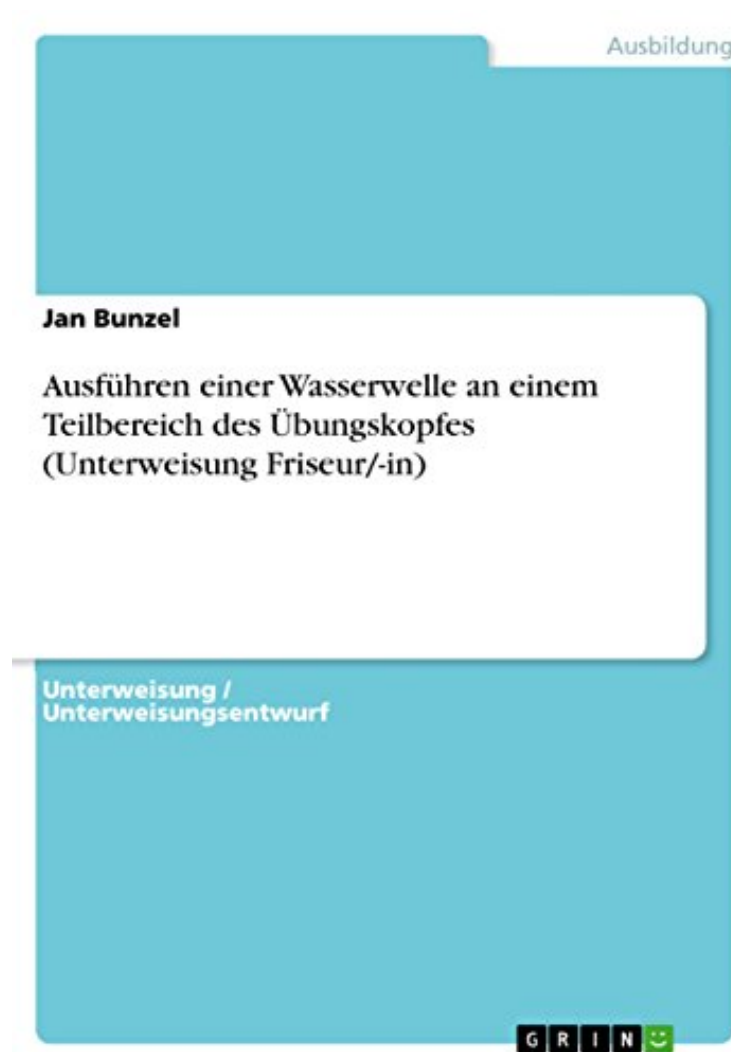 Ausbildung
Jan Bunzel
Ausführen einer Wasserwelle an einem
Teilbereich des Übungskopfes
(Unterweisung Friseur/-in)
Unterweisung /
Unterweisungsentwurf
GRIN